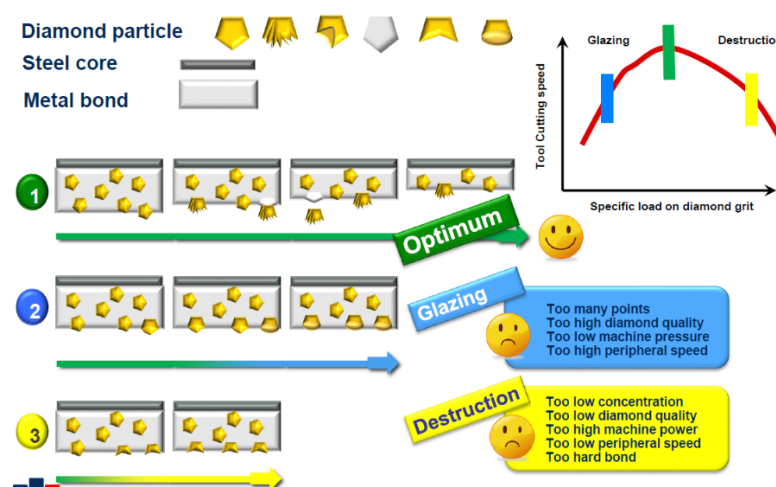 Diamond particle
Steel core
Metal bond
Glazing
Destruction
Tool Cutting speed
Specific load on diamond grit
1
Optimum
2
Glazing
Too many points
Too high diamond quality
Too low machine pressure
Too high peripheral speed
3
Destruction
Too low concentration
Too low diamond quality
Too high machine power
Too low peripheral speed
Too hard bond